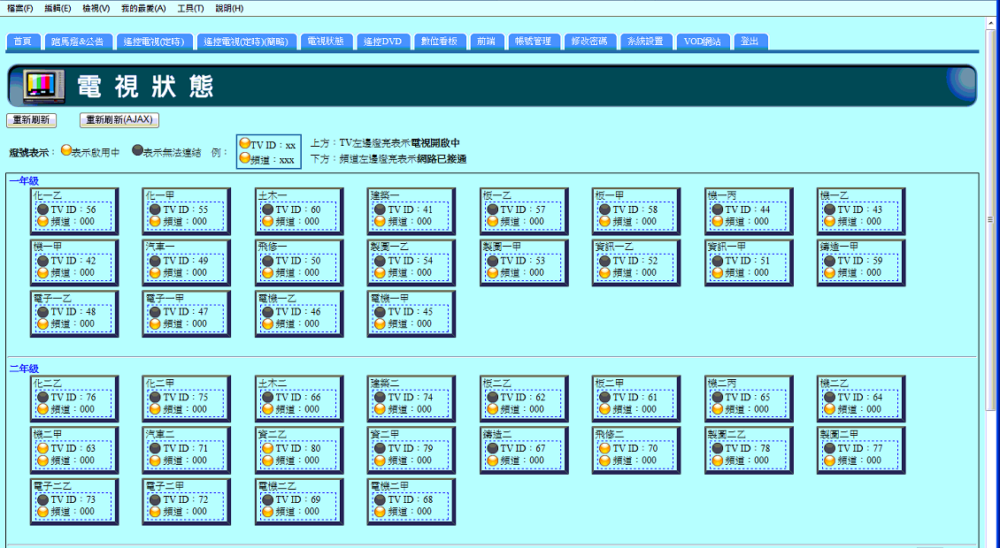 檔案(F) 編輯(E) 檢視(V) 我的最愛(A) 工具(T) 說明(H)
首頁 跑馬燈&公告 遙控電視(定時) 遙控電視(定時)(簡略) 電視狀態 遙控DVD 數位看板 前端 帳號管理 修改密碼 系統設置 VOD網站 登出
電視狀態
重新刷新 重新刷新(AJAX)
燈號表示： 表示啟用中 表示無法連結 例：
TV ID：xx
頻道：xxx
上方：TV左邊燈亮表示電視開啟中
下方：頻道左邊燈亮表示網路已接通
一年級
化一乙 化一甲 土木一 建築一 板一乙 板一甲 機一丙 機一乙
TV ID：56 TV ID：55 TV ID：60 TV ID：41 TV ID：57 TV ID：58 TV ID：44 TV ID：43
頻道：000 頻道：000 頻道：000 頻道：000 頻道：000 頻道：000 頻道：000 頻道：000
機一甲 汽車一 飛修一 製圖一乙 製圖一甲 資訊一乙 資訊一甲 鑄造一甲
TV ID：42 TV ID：49 TV ID：50 TV ID：54 TV ID：53 TV ID：52 TV ID：51 TV ID：59
頻道：000 頻道：000 頻道：000 頻道：000 頻道：000 頻道：000 頻道：000 頻道：000
電子一乙 電子一甲 電機一乙 電機一甲
TV ID：48 TV ID：47 TV ID：46 TV ID：45
頻道：000 頻道：000 頻道：000 頻道：000
二年級
化二乙 化二甲 土木二 建築二 板二乙 板二甲 機二丙 機二乙
TV ID：76 TV ID：75 TV ID：66 TV ID：74 TV ID：62 TV ID：61 TV ID：65 TV ID：64
頻道：000 頻道：000 頻道：000 頻道：000 頻道：000 頻道：000 頻道：000 頻道：000
機二甲 汽車二 資二乙 資二甲 鑄造二 飛修二 製圖二乙 製圖二甲
TV ID：63 TV ID：71 TV ID：80 TV ID：79 TV ID：67 TV ID：70 TV ID：78 TV ID：77
頻道：000 頻道：000 頻道：000 頻道：000 頻道：000 頻道：000 頻道：000 頻道：000
電子二乙 電子二甲 電機二乙 電機二甲
TV ID：73 TV ID：72 TV ID：69 TV ID：68
頻道：000 頻道：000 頻道：000 頻道：000